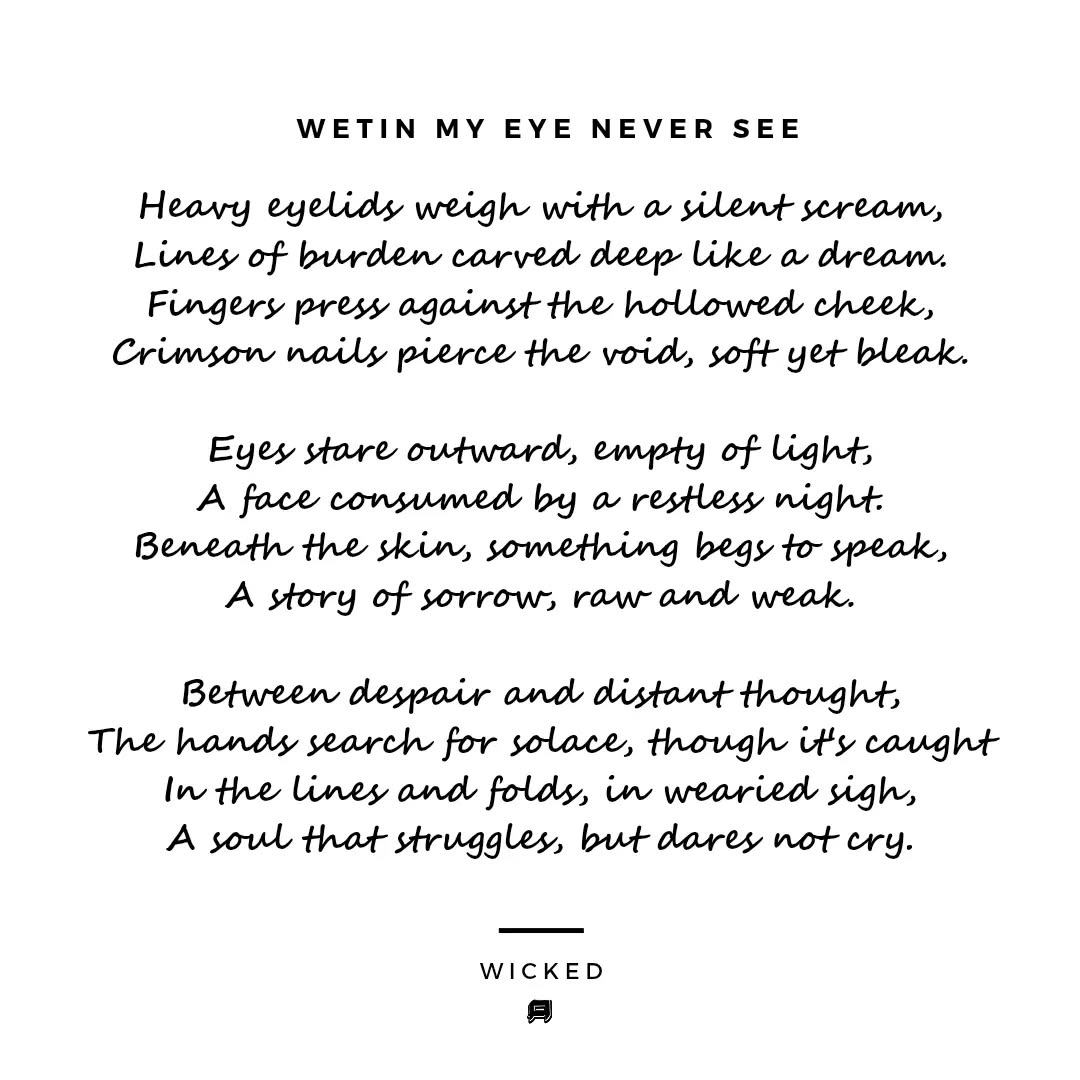 WETIN MY EYE NEVER SEE
Heavy eyelids weigh with a silent scream,
Lines of burden carved deep like a dream.
Fingers press against the hollowed cheek,
Crimson nails pierce the void, soft yet bleak.
Eyes stare outward, empty of light,
A face consumed by a restless night.
Beneath the skin, something begs to speak,
A story of sorrow, raw and weak.
Between despair and distant thought,
The hands search for solace, though it's caught
In the lines and folds, in wearied sigh,
A soul that struggles, but dares not cry.
WICKED